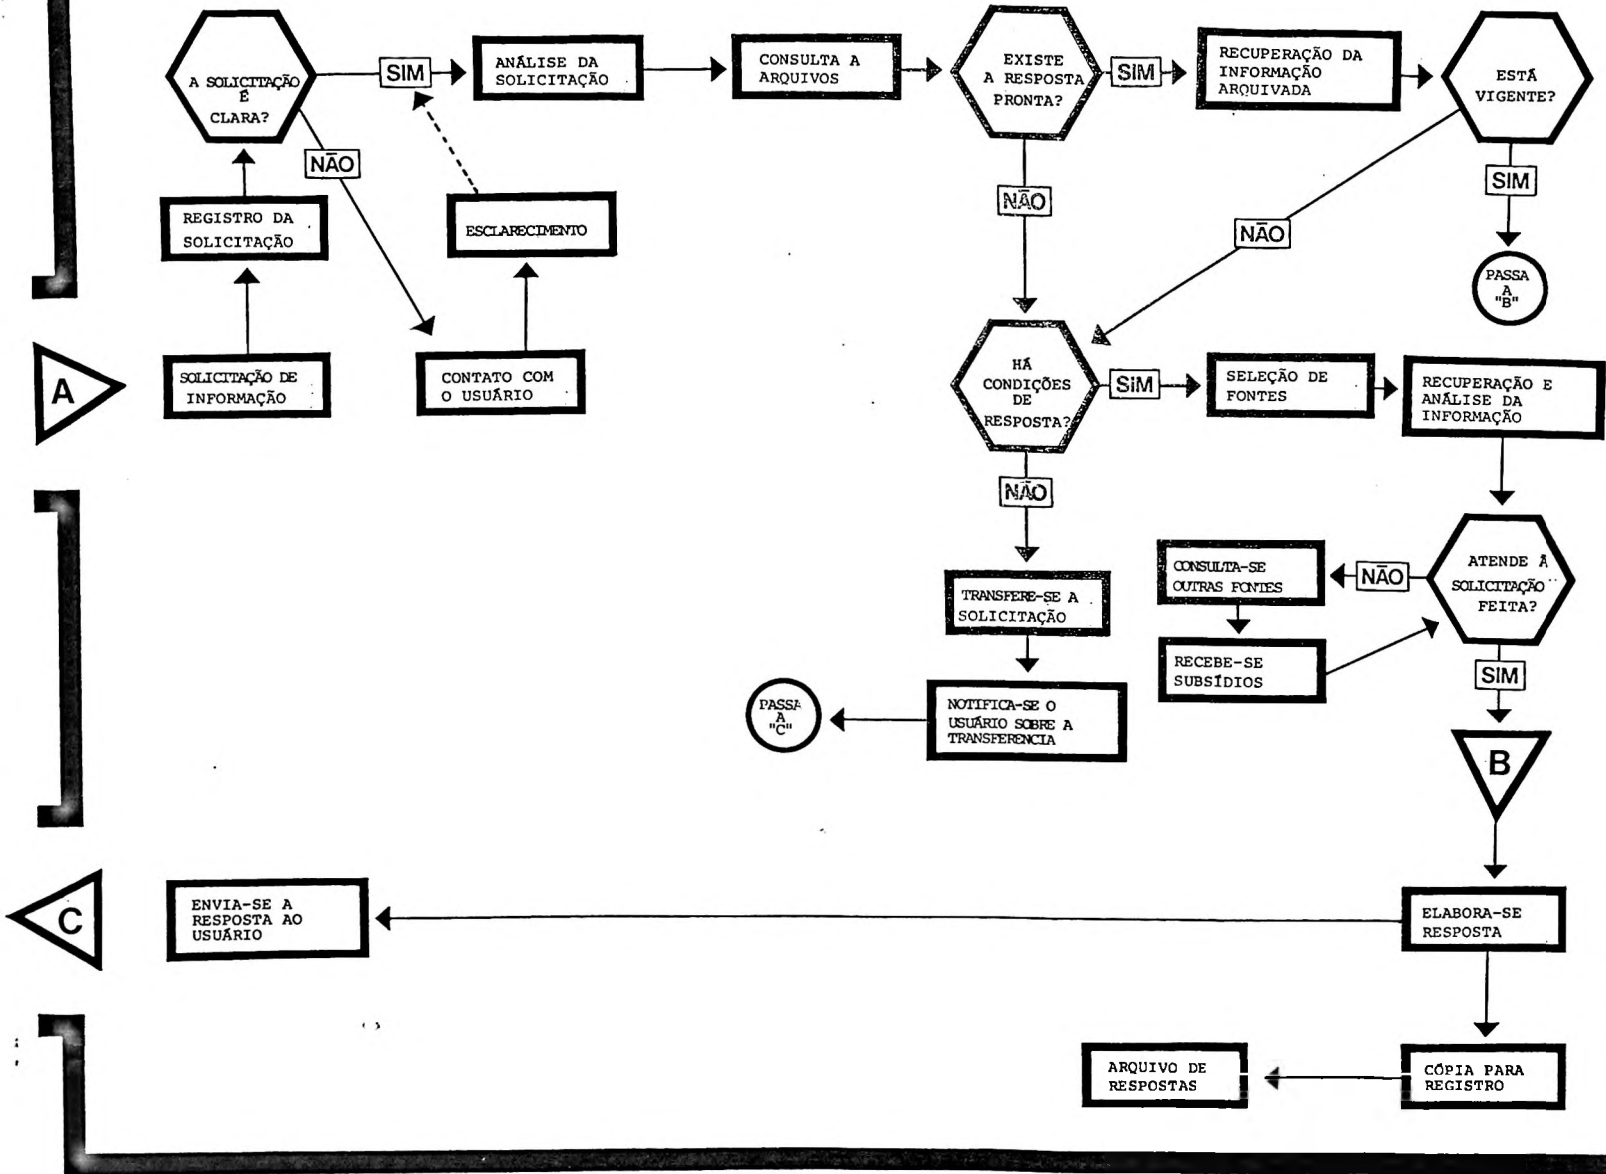 A SOLICITAÇÃO
É
CLARA?
SIM
ANÁLISE DA
SOLICITAÇÃO
CONSULTA A
ARQUIVOS
EXISTE
A RESPOSTA
PRONTA?
SIM
RECUPERAÇÃO DA
INFORMAÇÃO
ARQUIVADA
ESTÁ
VIGENTE?
NÃO
REGISTRO DA
SOLICITAÇÃO
ESCLARECIMENTO
NÃO
NÃO
SIM
PASSA
A
"B"
A
SOLICITAÇÃO DE
INFORMAÇÃO
CONTATO COM
O USUÁRIO
HÁ
CONDIÇÕES
DE
RESPOSTA?
SIM
SELEÇÃO DE
FONTES
RECUPERAÇÃO E
ANÁLISE DA
INFORMAÇÃO
NÃO
TRANSFERE-SE A
SOLICITAÇÃO
CONSULTA-SE
OUTRAS FONTES
NÃO
ATENDE À
SOLICITAÇÃO
FEITA?
RECEBE-SE
SUBSÍDIOS
SIM
PASSA
A
"C"
NOTIFICA-SE O
USUÁRIO SOBRE A
TRANSFERENCIA
B
C
ENVIA-SE A
RESPOSTA AO
USUÁRIO
ELABORA-SE
RESPOSTA
ARQUIVO DE
RESPOSTAS
CÓPIA PARA
REGISTRO